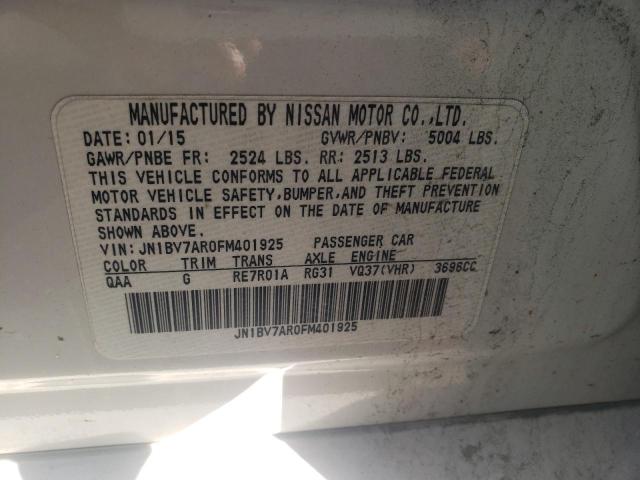 MANUFACTURED BY NISSAN MOTOR CO.,LTD.
DATE: 01/15 GVWR/PNBV: 5004 LBS.
GAWR/PNBE FR: 2524 LBS. RR: 2513 LBS.
THIS VEHICLE CONFORMS TO ALL APPLICABLE FEDERAL
MOTOR VEHICLE SAFETY, BUMPER, AND THEFT PREVENTION
STANDARDS IN EFFECT ON THE DATE OF MANUFACTURE
SHOWN ABOVE.
VIN: JN1BV7AR0FM401925 PASSENGER CAR
COLOR TRIM TRANS AXLE ENGINE
QAA G RE7R01A RG31 VQ37(VHR) 3696CC
JN1BV7AR0FM401925